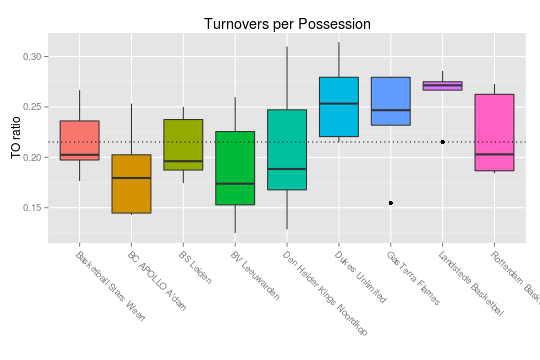 Turnovers per Possession
TO ratio
0.30
0.25
0.20
0.15
Basketball Stars Weert
BC APOLLO A'dam
BS Leiden
BV Leeuwarden
Den Helder Kings Noordkop
Dukes Unlimited
GasTerra Flames
Landstede Basketbal
Rotterdam Bask